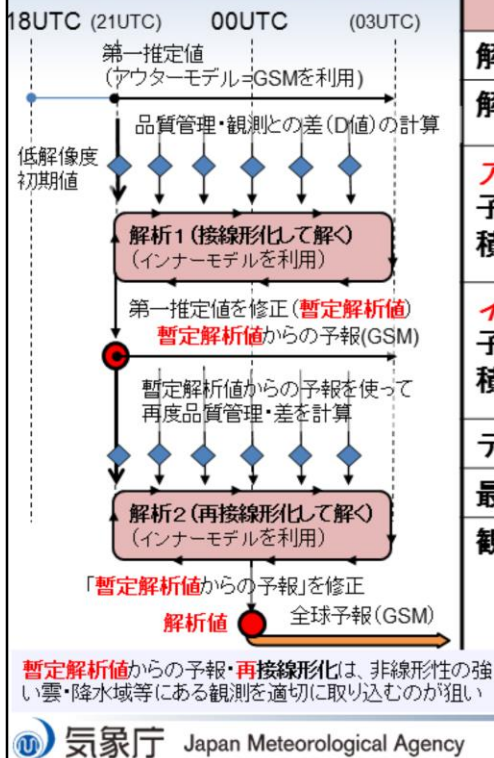 18UTC (21UTC) 00UTC (03UTC)
第一推定値
(アウターモデル=GSMを利用)
品質管理・観測との差(D値)の計算
低解像度
初期値
解析1(接線形化して解く)
(インナーモデルを利用)
第一推定値を修正(暫定解析値)
暫定解析値からの予報(GSM)
暫定解析値からの予報を使って
再度品質管理・差を計算
解析2(再接線形化して解く)
(インナーモデルを利用)
「暫定解析値からの予報」を修正
解析値
全球予報(GSM)
暫定解析値からの予報・再接線形化は、非線形性の強
い雲・降水域等にある観測を適切に取り込むのが狙い
気象庁 Japan Meteorological Agency
解
解
子
積
子
積
最
観